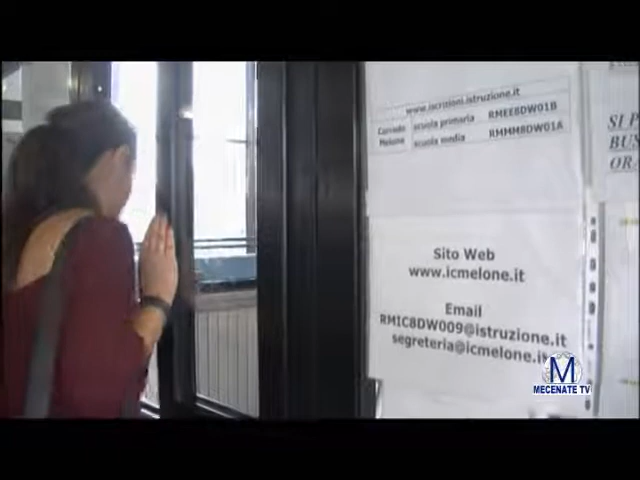 www.iscrizioni.istruzione.it
Corrado scuola primaria RMEE8DW01B
Melone scuola media RMMM8DW01A
SI P
BUS
ORA
Sito Web
www.icmelone.it
Email
RMIC8DW009@istruzione.it
segreteria@icmelone.it
M
MECENATE TV